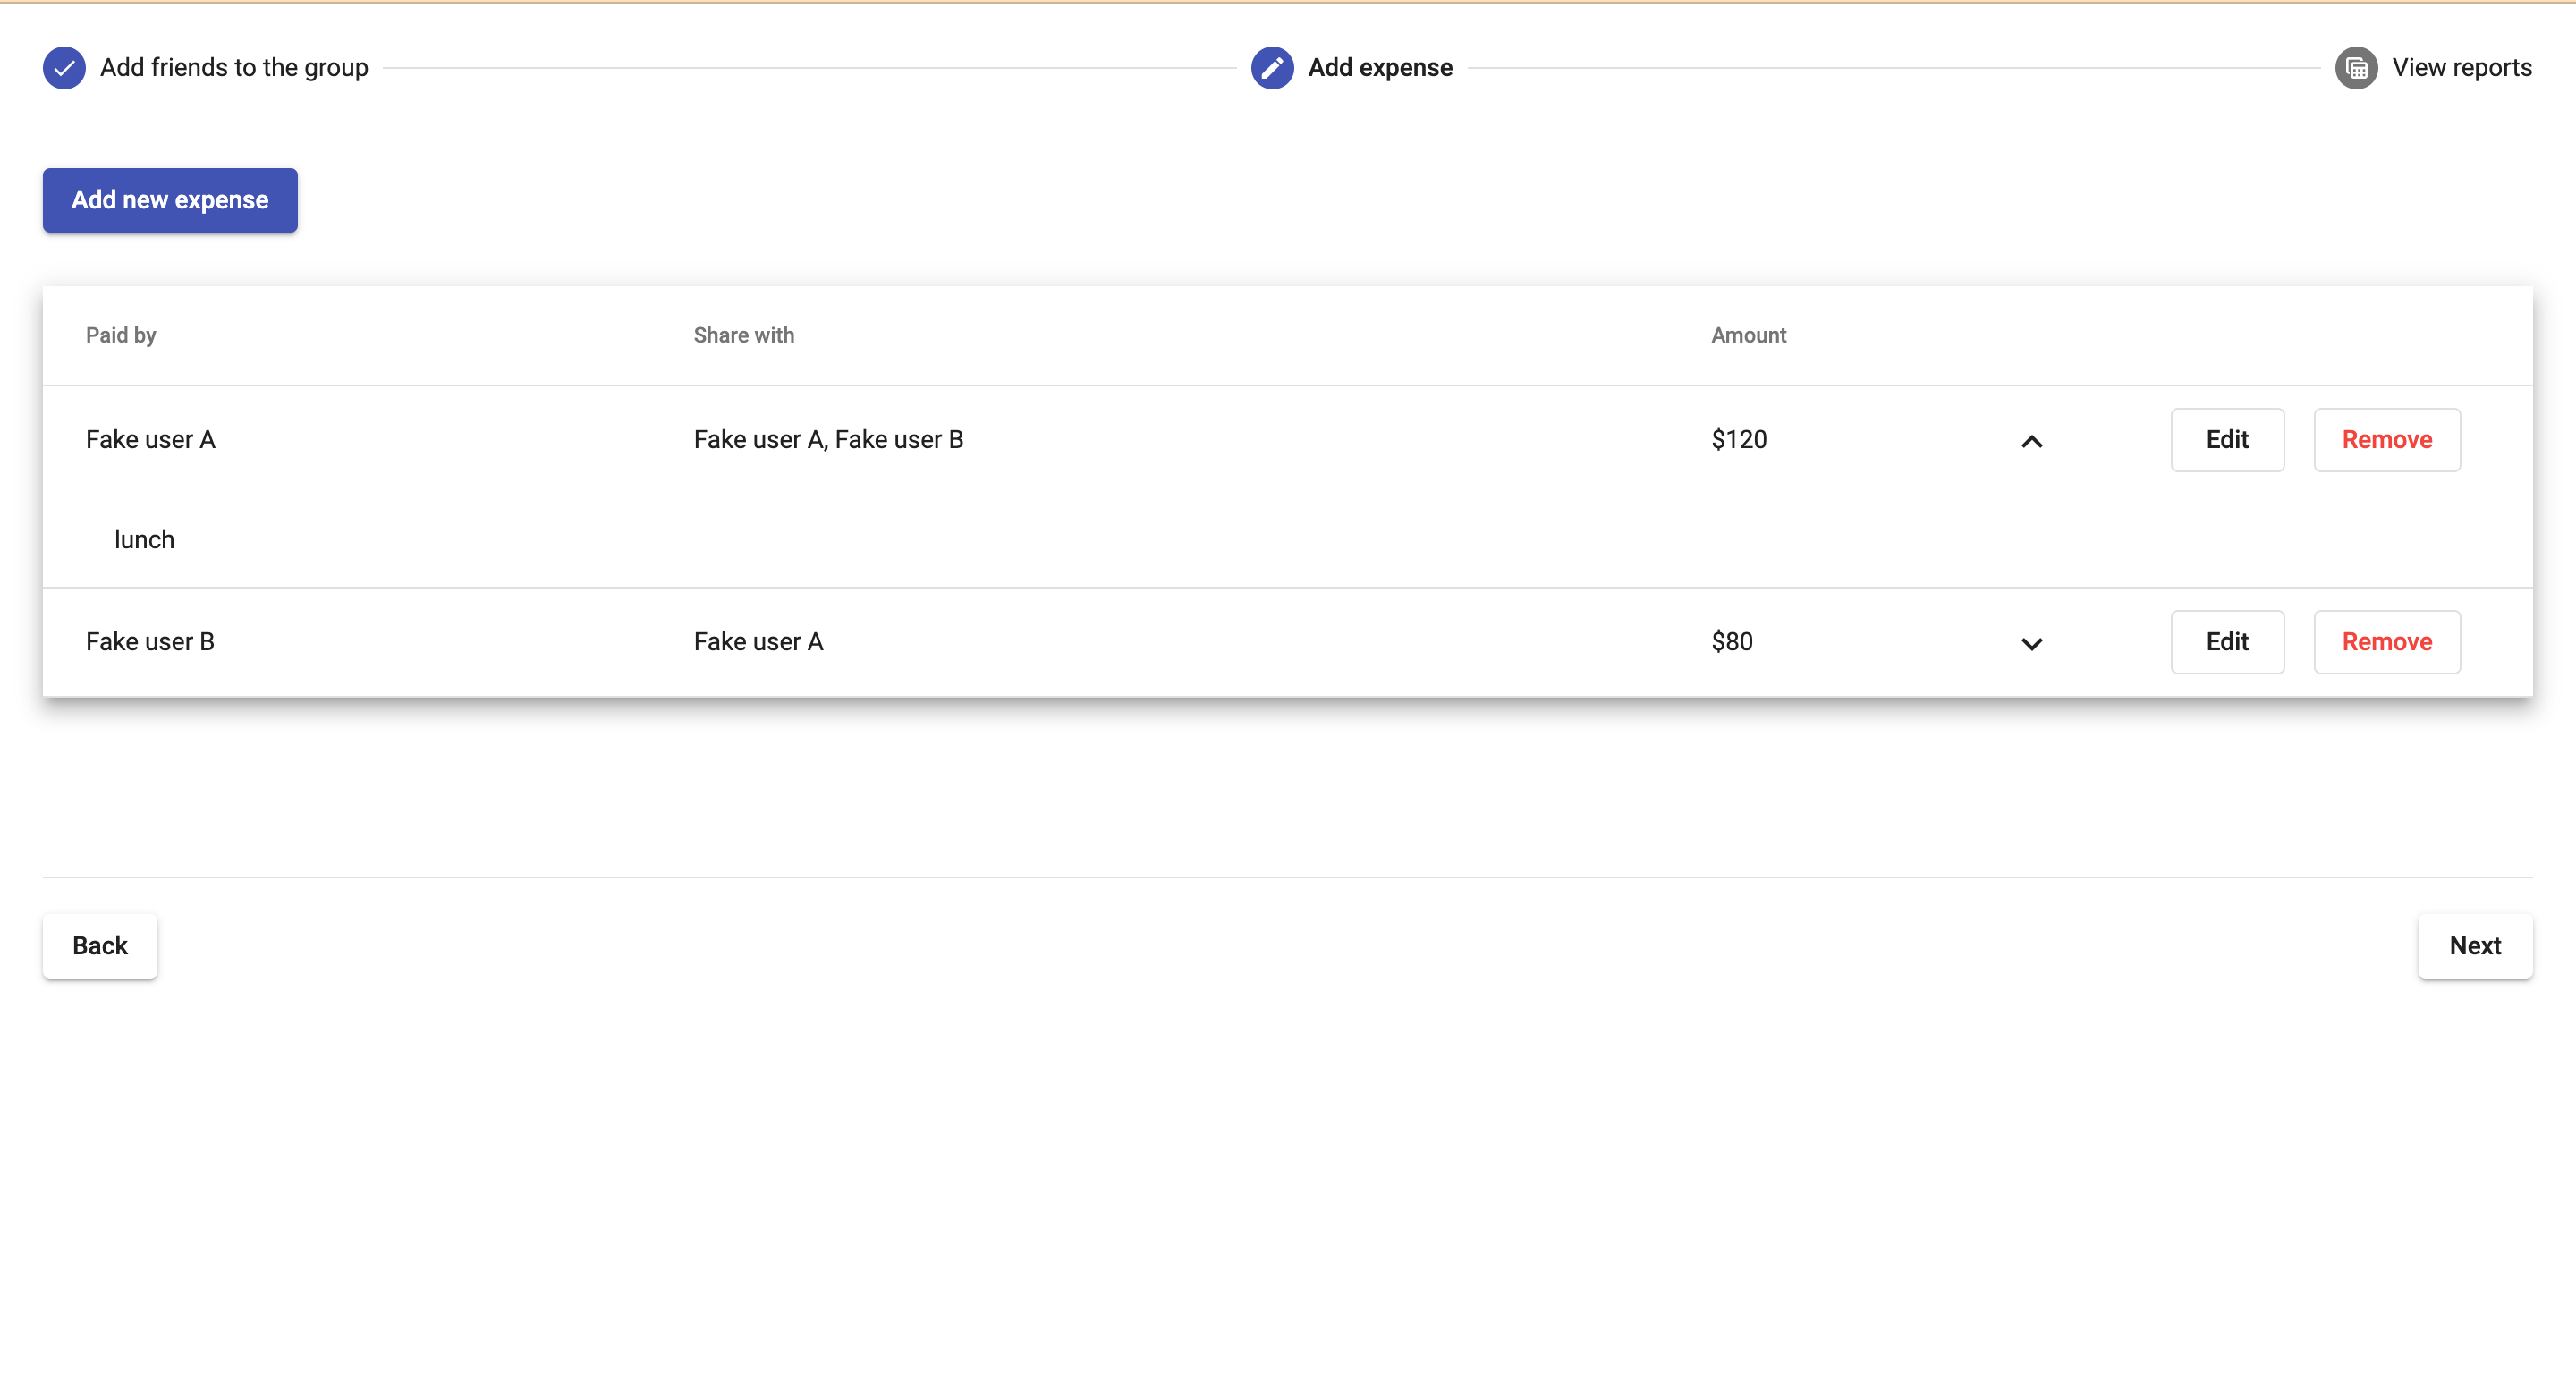 Add friends to the group
Add expense
View reports
Add new expense
Paid by Share with Amount
Fake user A Fake user A, Fake user B $120 Edit Remove
lunch
Fake user B Fake user A $80 Edit Remove
Back Next